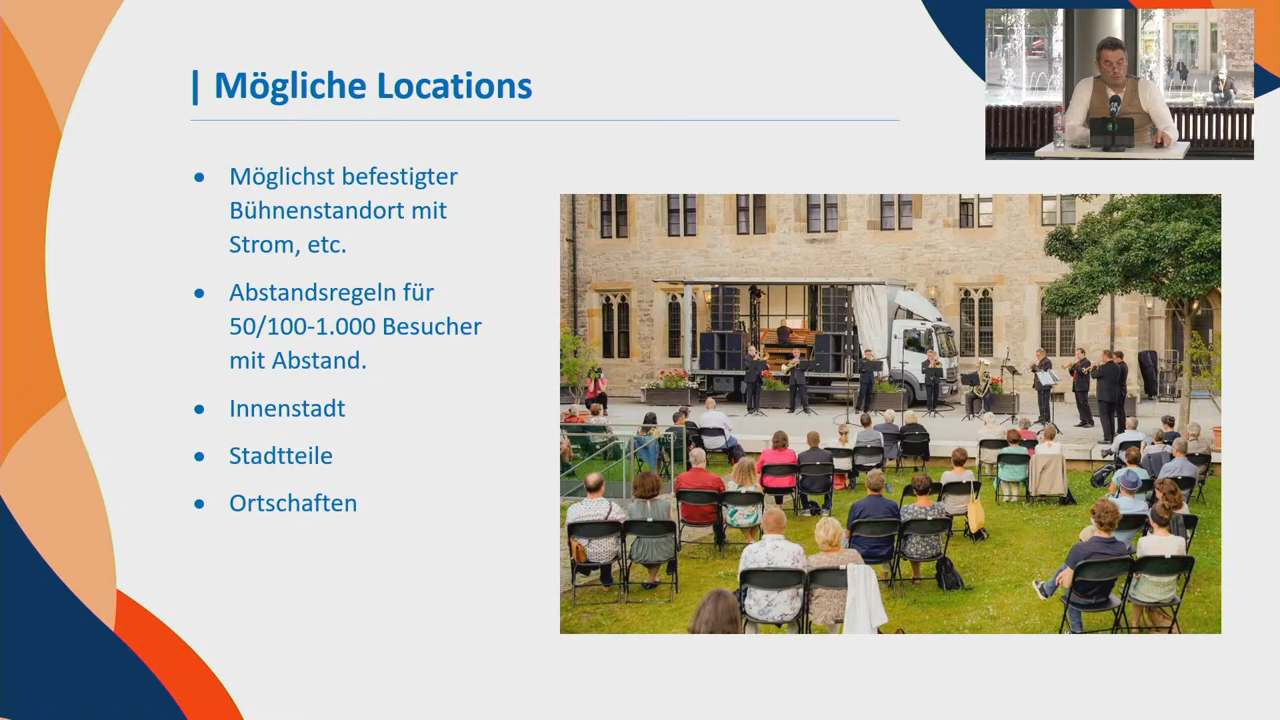 | Mögliche Locations
● Möglichst befestigter
Bühnenstandort mit
Strom, etc.
● Abstandsregeln für
50/100-1.000 Besucher
mit Abstand.
● Innenstadt
● Stadtteile
● Ortschaften